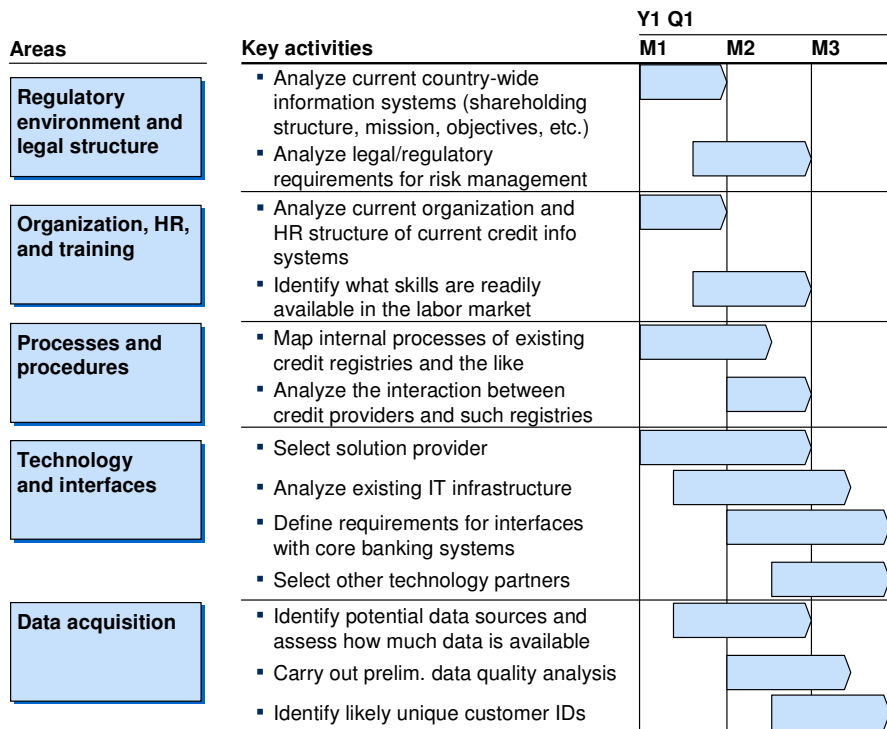 Y1 Q1
Areas
Key activities
M1
M2
M3
Regulatory
environment and
legal structure
▪ Analyze current country-wide
information systems (shareholding
structure, mission, objectives, etc.)
▪ Analyze legal/regulatory
requirements for risk management
Organization, HR,
and training
▪ Analyze current organization and
HR structure of current credit info
systems
▪ Identify what skills are readily
available in the labor market
Processes and
procedures
▪ Map internal processes of existing
credit registries and the like
▪ Analyze the interaction between
credit providers and such registries
Technology
and interfaces
▪ Select solution provider
▪ Analyze existing IT infrastructure
▪ Define requirements for interfaces
with core banking systems
▪ Select other technology partners
Data acquisition
▪ Identify potential data sources and
assess how much data is available
▪ Carry out prelim. data quality analysis
▪ Identify likely unique customer IDs